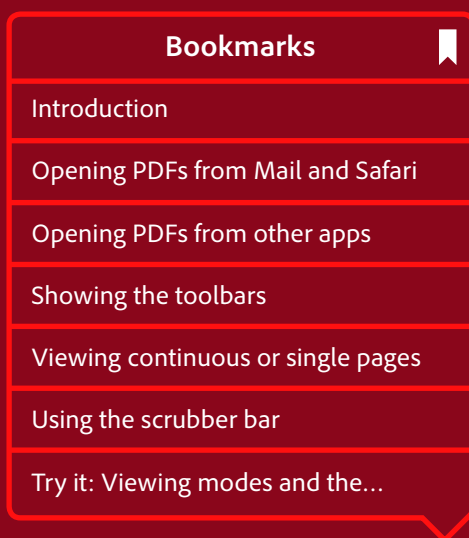 Bookmarks
Introduction
Opening PDFs from Mail and Safari
Opening PDFs from other apps
Showing the toolbars
Viewing continuous or single pages
Using the scrubber bar
Try it: Viewing modes and the...